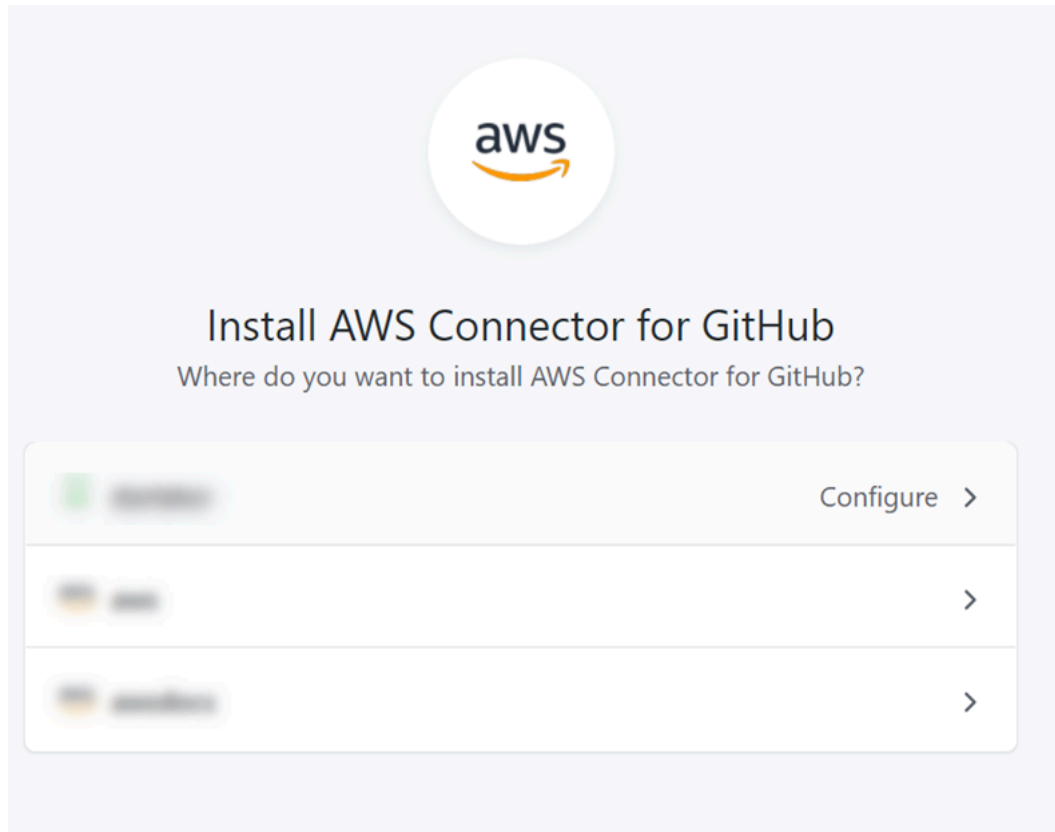 aws
Install AWS Connector for GitHub
Where do you want to install AWS Connector for GitHub?
Configure